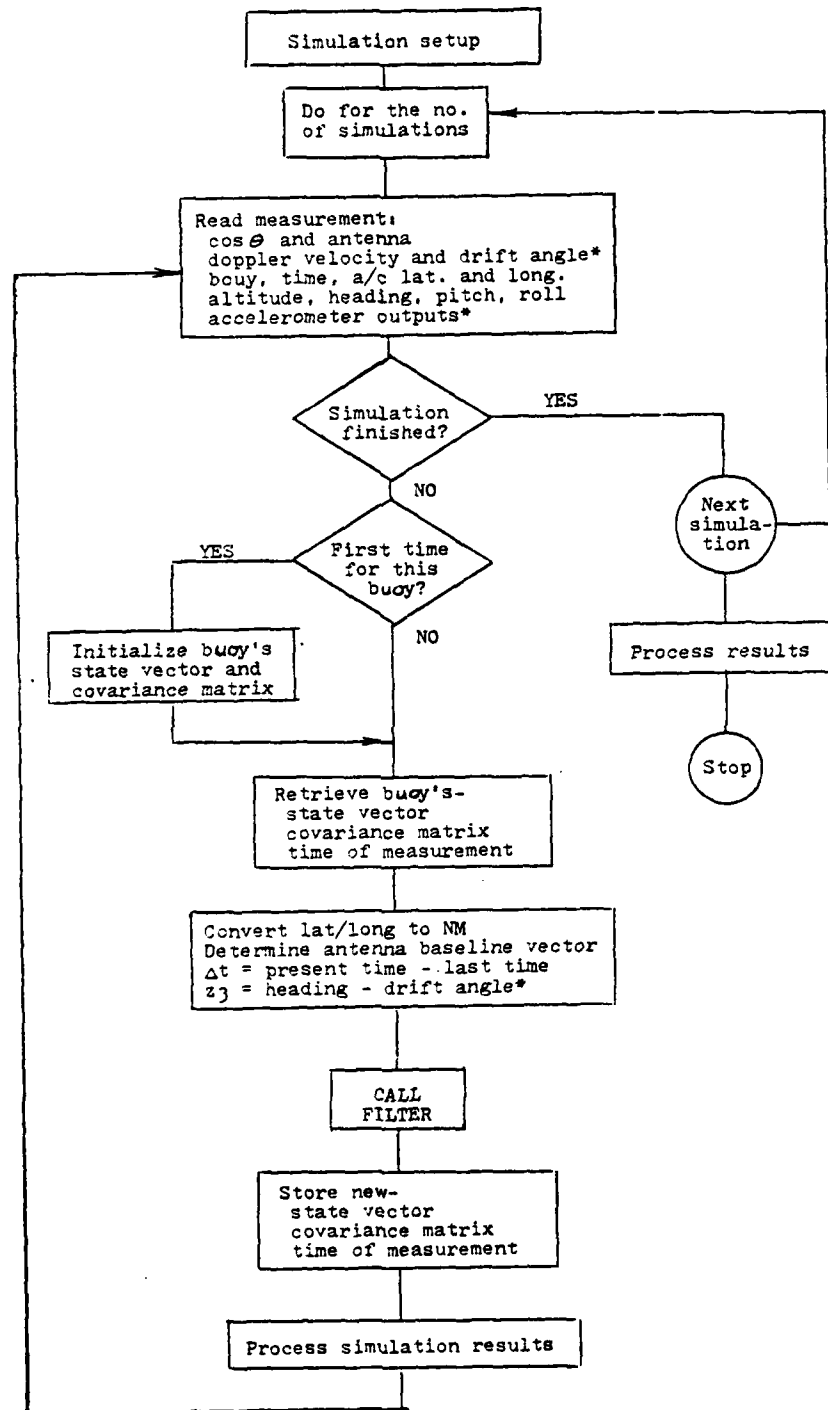 Simulation setup
Do for the no.
of simulations
Read measurement:
cos θ and antenna
doppler velocity and drift angle*
bouy, time, a/c lat. and long.
altitude, heading, pitch, roll
accelerometer outputs*
Simulation
finished?
YES
NO
Next
simula-
tion
First time
for this
buoy?
YES
NO
Initialize buoy's
state vector and
covariance matrix
Process results
Stop
Retrieve buoy's-
state vector
covariance matrix
time of measurement
Convert lat/long to NM
Determine antenna baseline vector
Δt = present time - last time
z3 = heading - drift angle*
CALL
FILTER
Store new-
state vector
covariance matrix
time of measurement
Process simulation results